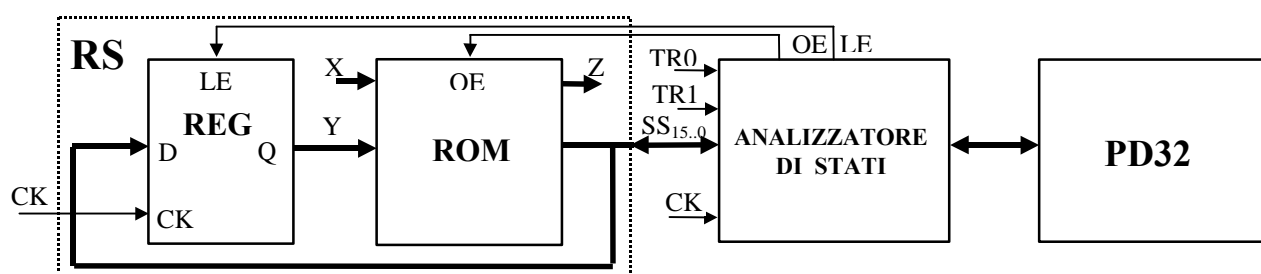 RS
OE LE
LE
REG
D
Q
CK
CK
X
Y
OE
ROM
Z
TR0
TR1
SS15..0
CK
ANALIZZATORE
DI STATI
PD32